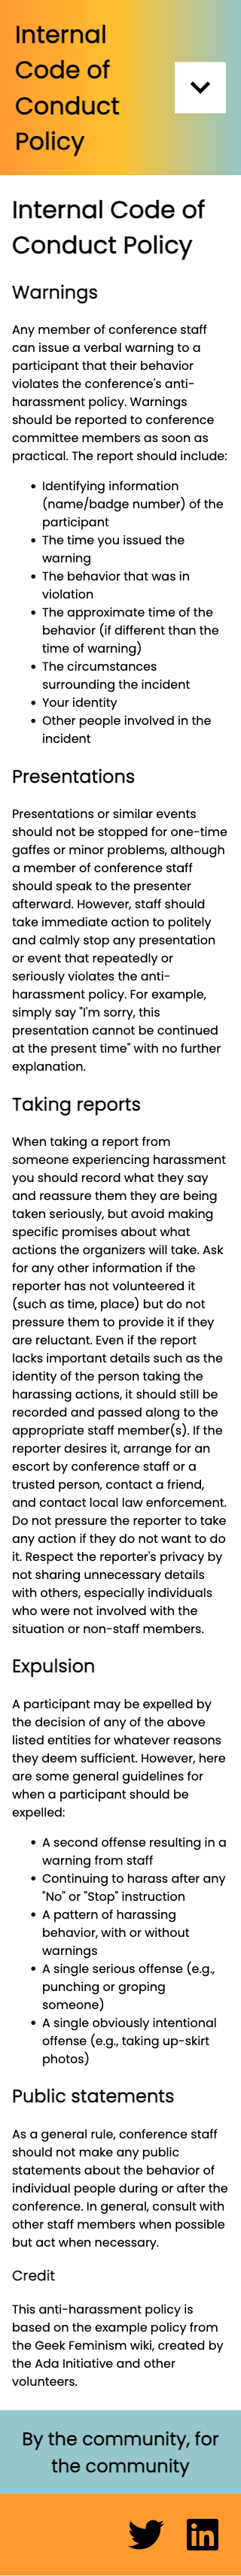 Internal
Code of
Conduct
Policy
Internal Code of
Conduct Policy
Warnings
Any member of conference staff
can issue a verbal warning to a
participant that their behavior
violates the conference's anti-
harassment policy. Warnings
should be reported to conference
committee members as soon as
practical. The report should include:
• Identifying information
(name/badge number) of the
participant
• The time you issued the
warning
• The behavior that was in
violation
• The approximate time of the
behavior (if different than the
time of warning)
• The circumstances
surrounding the incident
• Your identity
• Other people involved in the
incident
Presentations
Presentations or similar events
should not be stopped for one-time
gaffes or minor problems, although
a member of conference staff
should speak to the presenter
afterward. However, staff should
take immediate action to politely
and calmly stop any presentation
or event that repeatedly or
seriously violates the anti-
harassment policy. For example,
simply say "I'm sorry, this
presentation cannot be continued
at the present time" with no further
explanation.
Taking reports
When taking a report from
someone experiencing harassment
you should record what they say
and reassure them they are being
taken seriously, but avoid making
specific promises about what
actions the organizers will take. Ask
for any other information if the
reporter has not volunteered it
(such as time, place) but do not
pressure them to provide it if they
are reluctant. Even if the report
lacks important details such as the
identity of the person taking the
harassing actions, it should still be
recorded and passed along to the
appropriate staff member(s). If the
reporter desires it, arrange for an
escort by conference staff or a
trusted person, contact a friend,
and contact local law enforcement.
Do not pressure the reporter to take
any action if they do not want to do
it. Respect the reporter's privacy by
not sharing unnecessary details
with others, especially individuals
who were not involved with the
situation or non-staff members.
Expulsion
A participant may be expelled by
the decision of any of the above
listed entities for whatever reasons
they deem sufficient. However, here
are some general guidelines for
when a participant should be
expelled:
• A second offense resulting in a
warning from staff
• Continuing to harass after any
"No" or "Stop" instruction
• A pattern of harassing
behavior, with or without
warnings
• A single serious offense (e.g.,
punching or groping
someone)
• A single obviously intentional
offense (e.g., taking up-skirt
photos)
Public statements
As a general rule, conference staff
should not make any public
statements about the behavior of
individual people during or after the
conference. In general, consult with
other staff members when possible
but act when necessary.
Credit
This anti-harassment policy is
based on the example policy from
the Geek Feminism wiki, created by
the Ada Initiative and other
volunteers.
By the community, for
the community